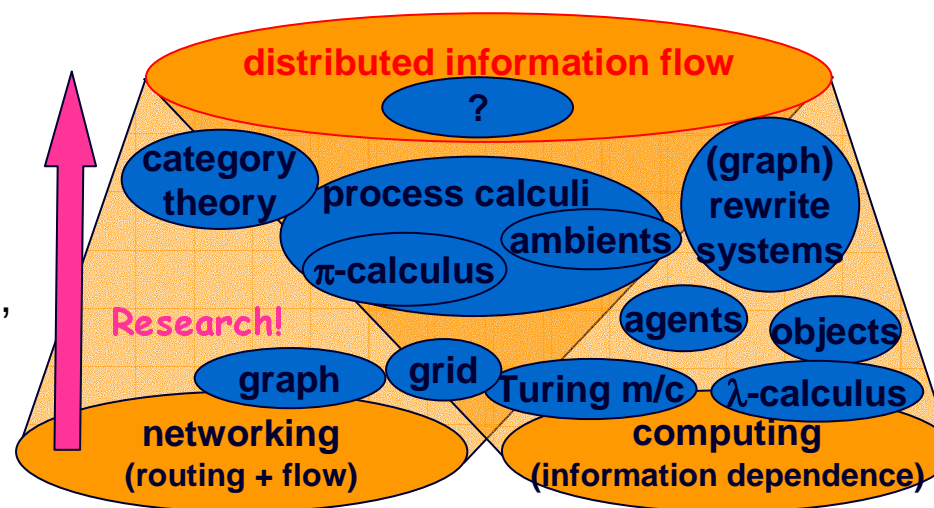 distributed information flow
?
category
theory
process calculi
(graph)
rewrite
systems
ambients
π-calculus
,
Research!
agents
objects
graph
grid
Turing m/c
λ-calculus
networking
(routing + flow)
computing
(information dependence)